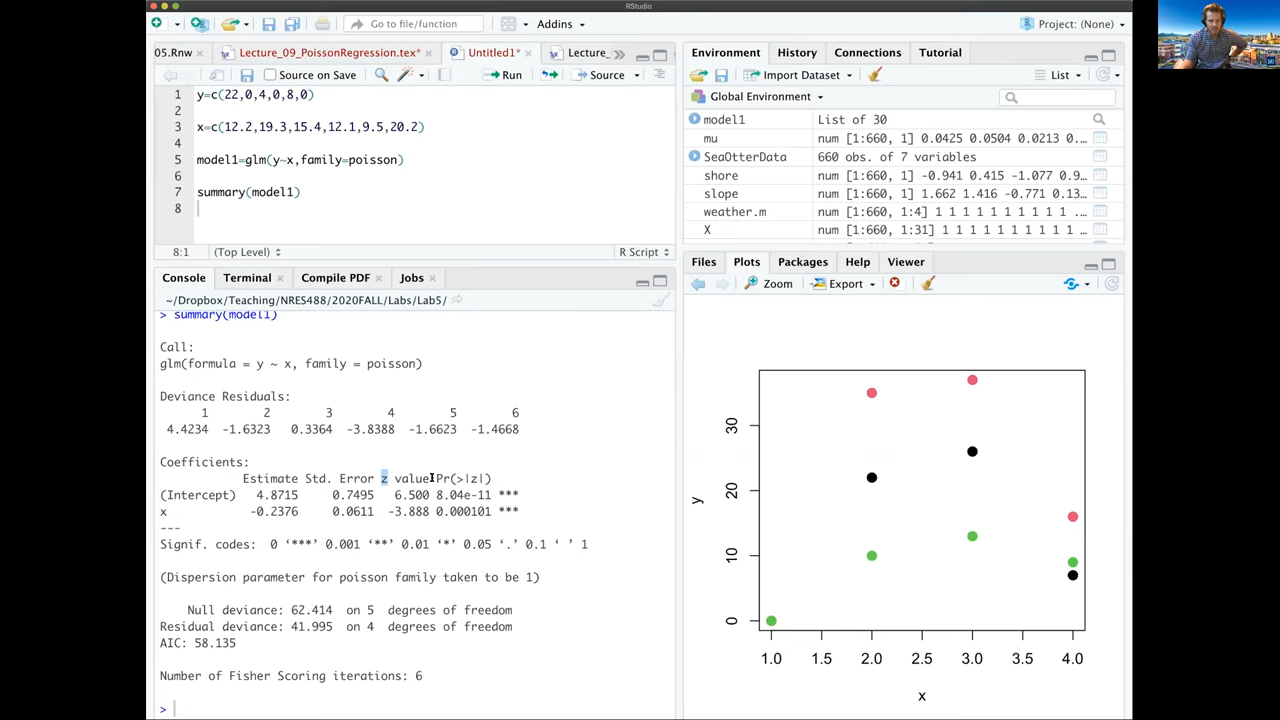 RStudio
Go to file/function
Addins
Project: (None)
05.Rnw
Lecture_09_PoissonRegression.tex*
Untitled1*
Lecture_
Source on Save
Run
Source
1 y=c(22,0,4,0,8,0)
2
3 x=c(12.2,19.3,15.4,12.1,9.5,20.2)
4
5 model1=glm(y~x,family=poisson)
6
7 summary(model1)
8
8:1 (Top Level) R Script
Console Terminal Compile PDF Jobs
~/Dropbox/Teaching/NRES488/2020FALL/Labs/Lab5/
> summary(model1)
Call:
glm(formula = y ~ x, family = poisson)
Deviance Residuals:
1 2 3 4 5 6
4.4234 -1.6323 0.3364 -3.8388 -1.6623 -1.4668
Coefficients:
Estimate Std. Error z value Pr(>|z|)
(Intercept) 4.8715 0.7495 6.500 8.04e-11 ***
x -0.2376 0.0611 -3.888 0.000101 ***
---
Signif. codes: 0 ‘***’ 0.001 ‘**’ 0.01 ‘*’ 0.05 ‘.’ 0.1 ‘ ’ 1
(Dispersion parameter for poisson family taken to be 1)
Null deviance: 62.414 on 5 degrees of freedom
Residual deviance: 41.995 on 4 degrees of freedom
AIC: 58.135
Number of Fisher Scoring iterations: 6
>
Environment History Connections Tutorial
Import Dataset List
Global Environment
model1 List of 30
mu num [1:660, 1] 0.0425 0.0504 0.0213 0.…
SeaOtterData 660 obs. of 7 variables
shore num [1:660, 1] -0.941 0.415 -1.077 0.9…
slope num [1:660, 1] 1.662 1.416 -0.771 0.13…
weather.m num [1:660, 1:4] 1 1 1 1 1 1 1 1 1 1 .…
X num [1:660, 1:31] 1 1 1 1 1 1 1 1 1 1 …
Files Plots Packages Help Viewer
Zoom Export
y
30
20
10
0
1.0 1.5 2.0 2.5 3.0 3.5 4.0
x